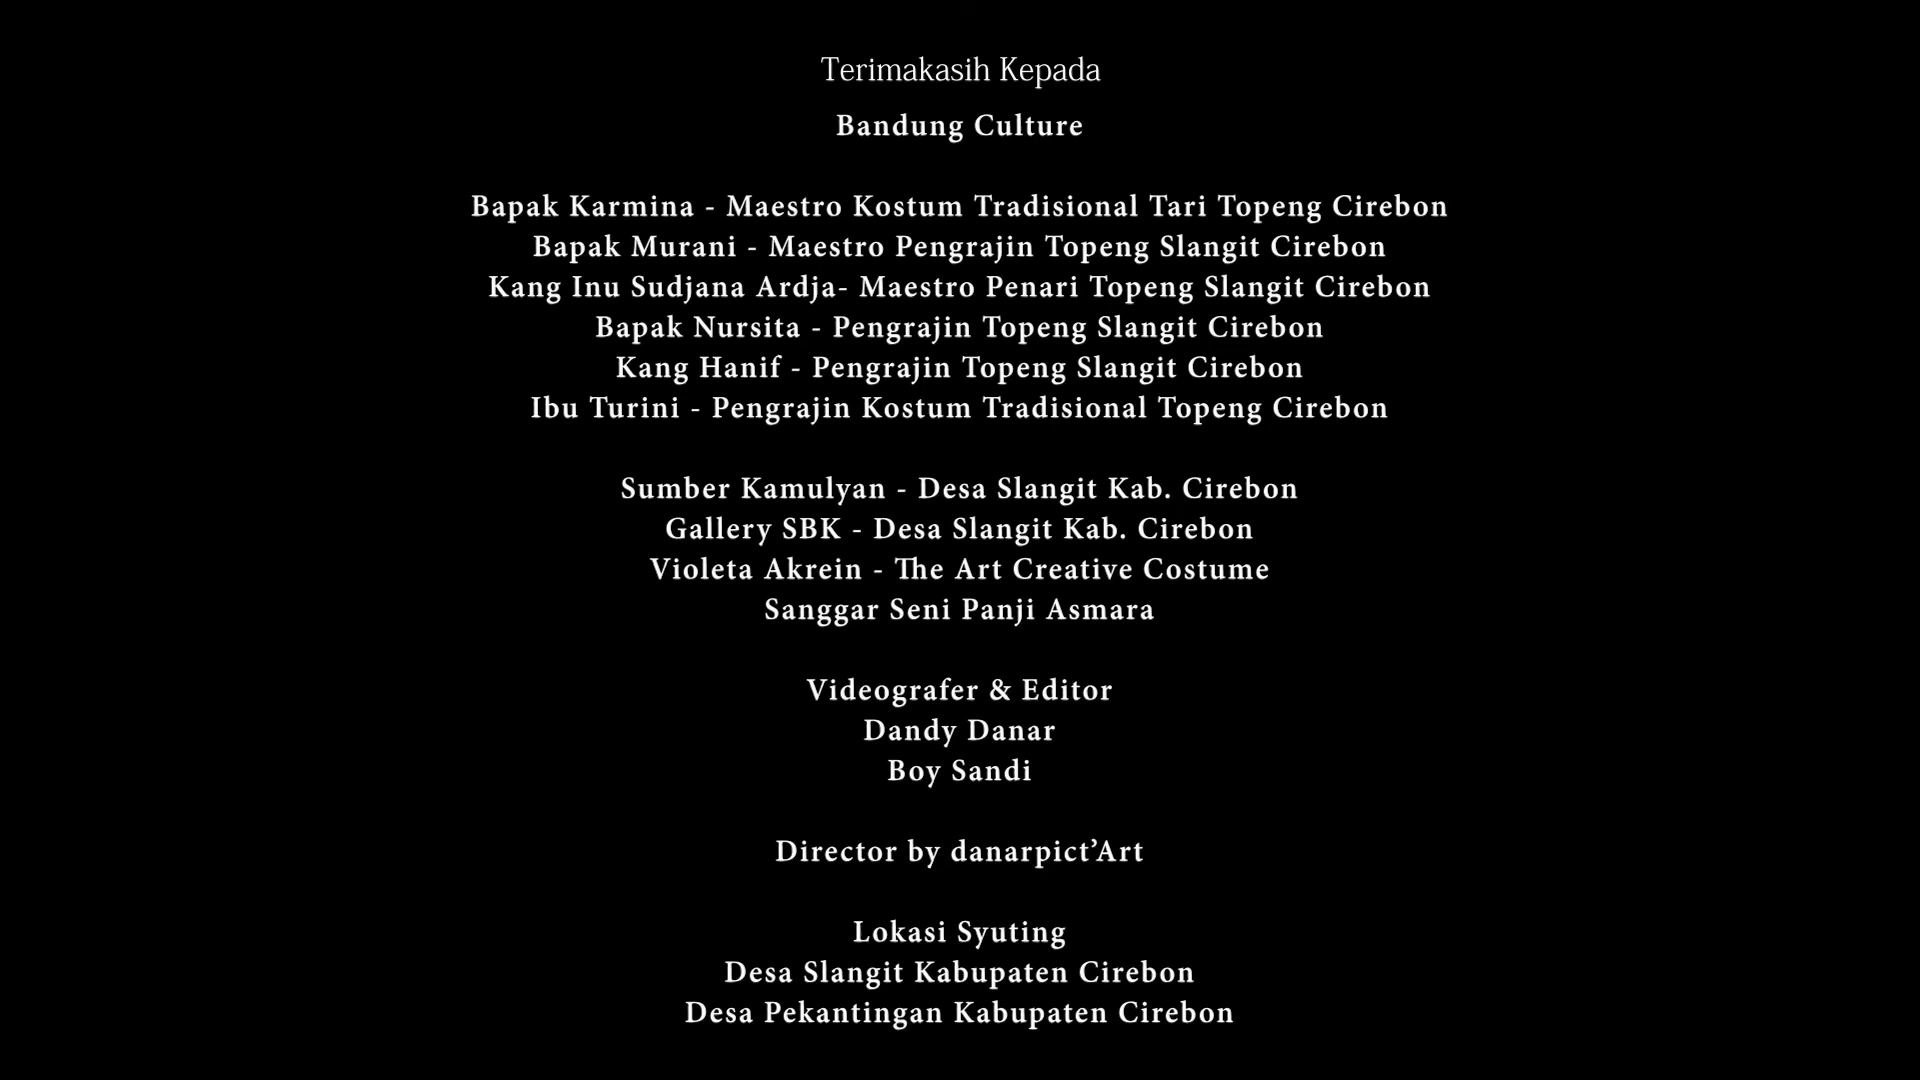 Terimakasih Kepada
Bandung Culture
Bapak Karmina - Maestro Kostum Tradisional Tari Topeng Cirebon
Bapak Murani - Maestro Pengrajin Topeng Slangit Cirebon
Kang Inu Sudjana Ardja- Maestro Penari Topeng Slangit Cirebon
Bapak Nursita - Pengrajin Topeng Slangit Cirebon
Kang Hanif - Pengrajin Topeng Slangit Cirebon
Ibu Turini - Pengrajin Kostum Tradisional Topeng Cirebon
Sumber Kamulyan - Desa Slangit Kab. Cirebon
Gallery SBK - Desa Slangit Kab. Cirebon
Violeta Akrein - The Art Creative Costume
Sanggar Seni Panji Asmara
Videografer & Editor
Dandy Danar
Boy Sandi
Director by danarpict’Art
Lokasi Syuting
Desa Slangit Kabupaten Cirebon
Desa Pekantingan Kabupaten Cirebon